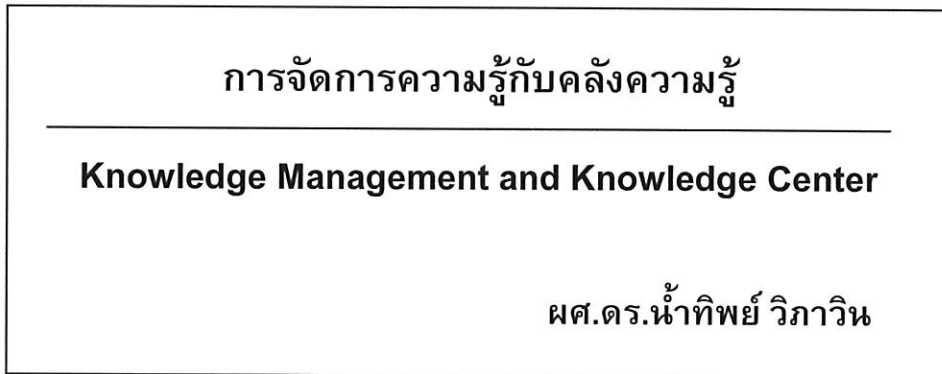 การจัดการความรู้กับคลังความรู้
Knowledge Management and Knowledge Center
ผศ.ดร.น้ำทิพย์ วิภาวิน